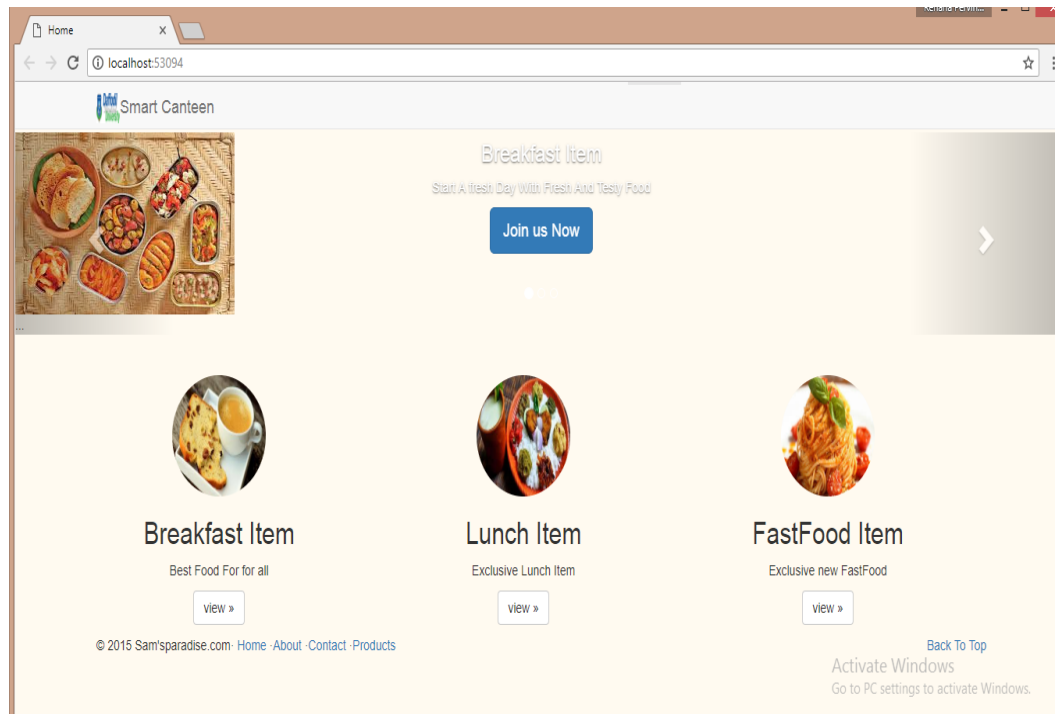 Home
localhost:53094
Daffodil
Smart Canteen
Breakfast Item
Start A fresh Day With Fresh And Testy Food
Join us Now
...
Breakfast Item
Lunch Item
FastFood Item
Best Food For for all
Exclusive Lunch Item
Exclusive new FastFood
view »
view »
view »
© 2015 Sam'sparadise.com· Home ·About ·Contact ·Products
Back To Top
Activate Windows
Go to PC settings to activate Windows.